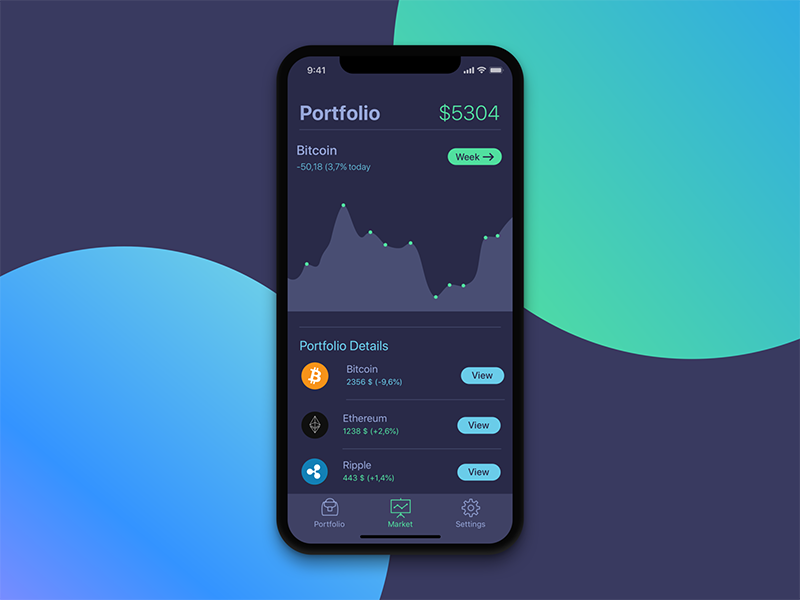 9:41
Portfolio $5304
Bitcoin
-50,18 (3,7% today
Week →
Portfolio Details
Bitcoin
2356 $ (-9,6%)
View
Ethereum
1238 $ (+2,6%)
View
Ripple
443 $ (+1,4%)
View
Portfolio Market Settings